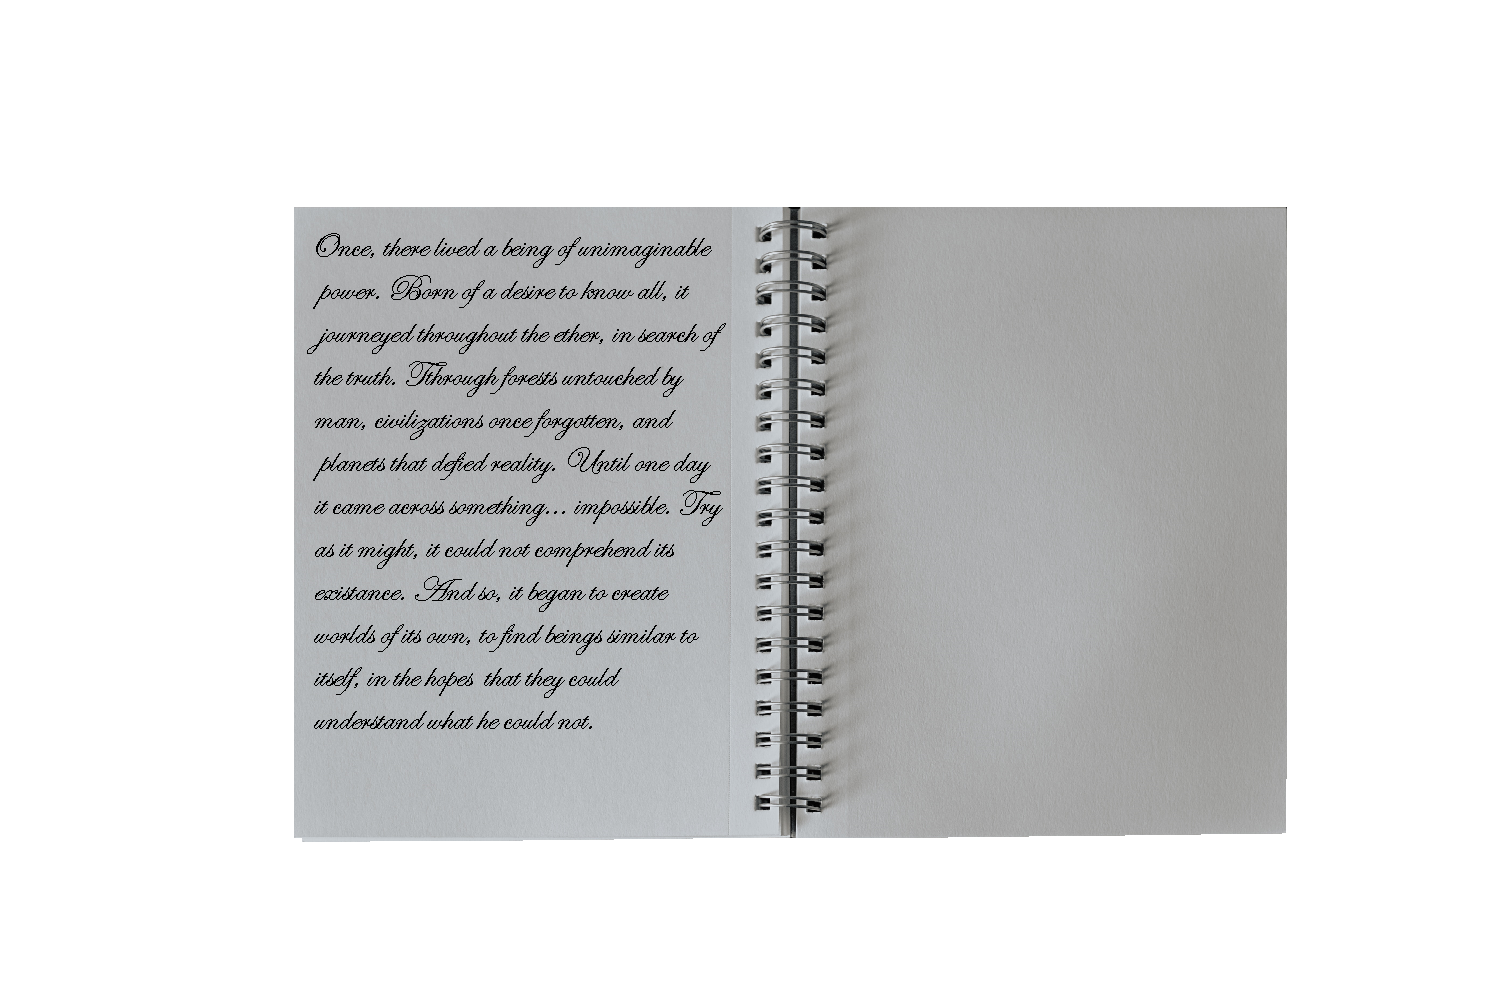 Once, there lived a being of unimaginable
power. Born of a desire to know all, it
journeyed throughout the ether, in search of
the truth. Tthrough forests untouched by
man, civilizations once forgotten, and
planets that defied reality. Until one day
it came across something... impossible. Try
as it might, it could not comprehend its
existance. And so, it began to create
worlds of its own, to find beings similar to
itself, in the hopes that they could
understand what he could not.